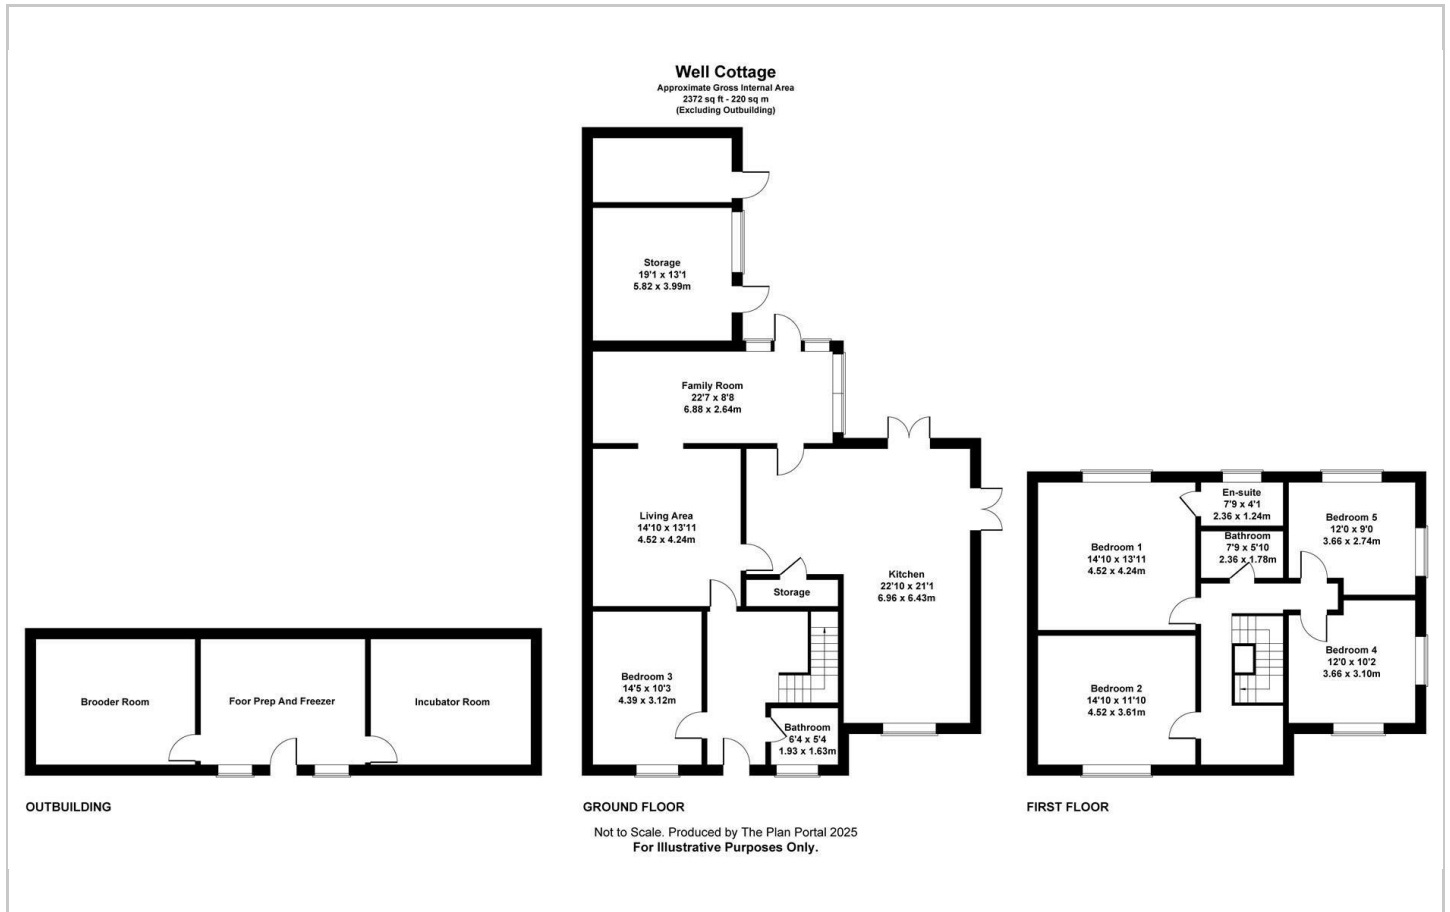 Well Cottage
Approximate Gross Internal Area
2372 sq ft - 220 sq m
(Excluding Outbuilding)
Storage
19'1 x 13'1
5.82 x 3.99m
Family Room
22'7 x 8'8
6.88 x 2.64m
Living Area
14'10 x 13'11
4.52 x 4.24m
Kitchen
22'10 x 21'1
6.96 x 6.43m
Storage
Bedroom 3
14'5 x 10'3
4.39 x 3.12m
Bathroom
6'4 x 5'4
1.93 x 1.63m
Bedroom 1
14'10 x 13'11
4.52 x 4.24m
En-suite
7'9 x 4'1
2.36 x 1.24m
Bathroom
7'9 x 5'10
2.36 x 1.78m
Bedroom 5
12'0 x 9'0
3.66 x 2.74m
Bedroom 4
12'0 x 10'2
3.66 x 3.10m
Bedroom 2
14'10 x 11'10
4.52 x 3.61m
Brooder Room
Foor Prep And Freezer
Incubator Room
OUTBUILDING
GROUND FLOOR
FIRST FLOOR
Not to Scale. Produced by The Plan Portal 2025
For Illustrative Purposes Only.